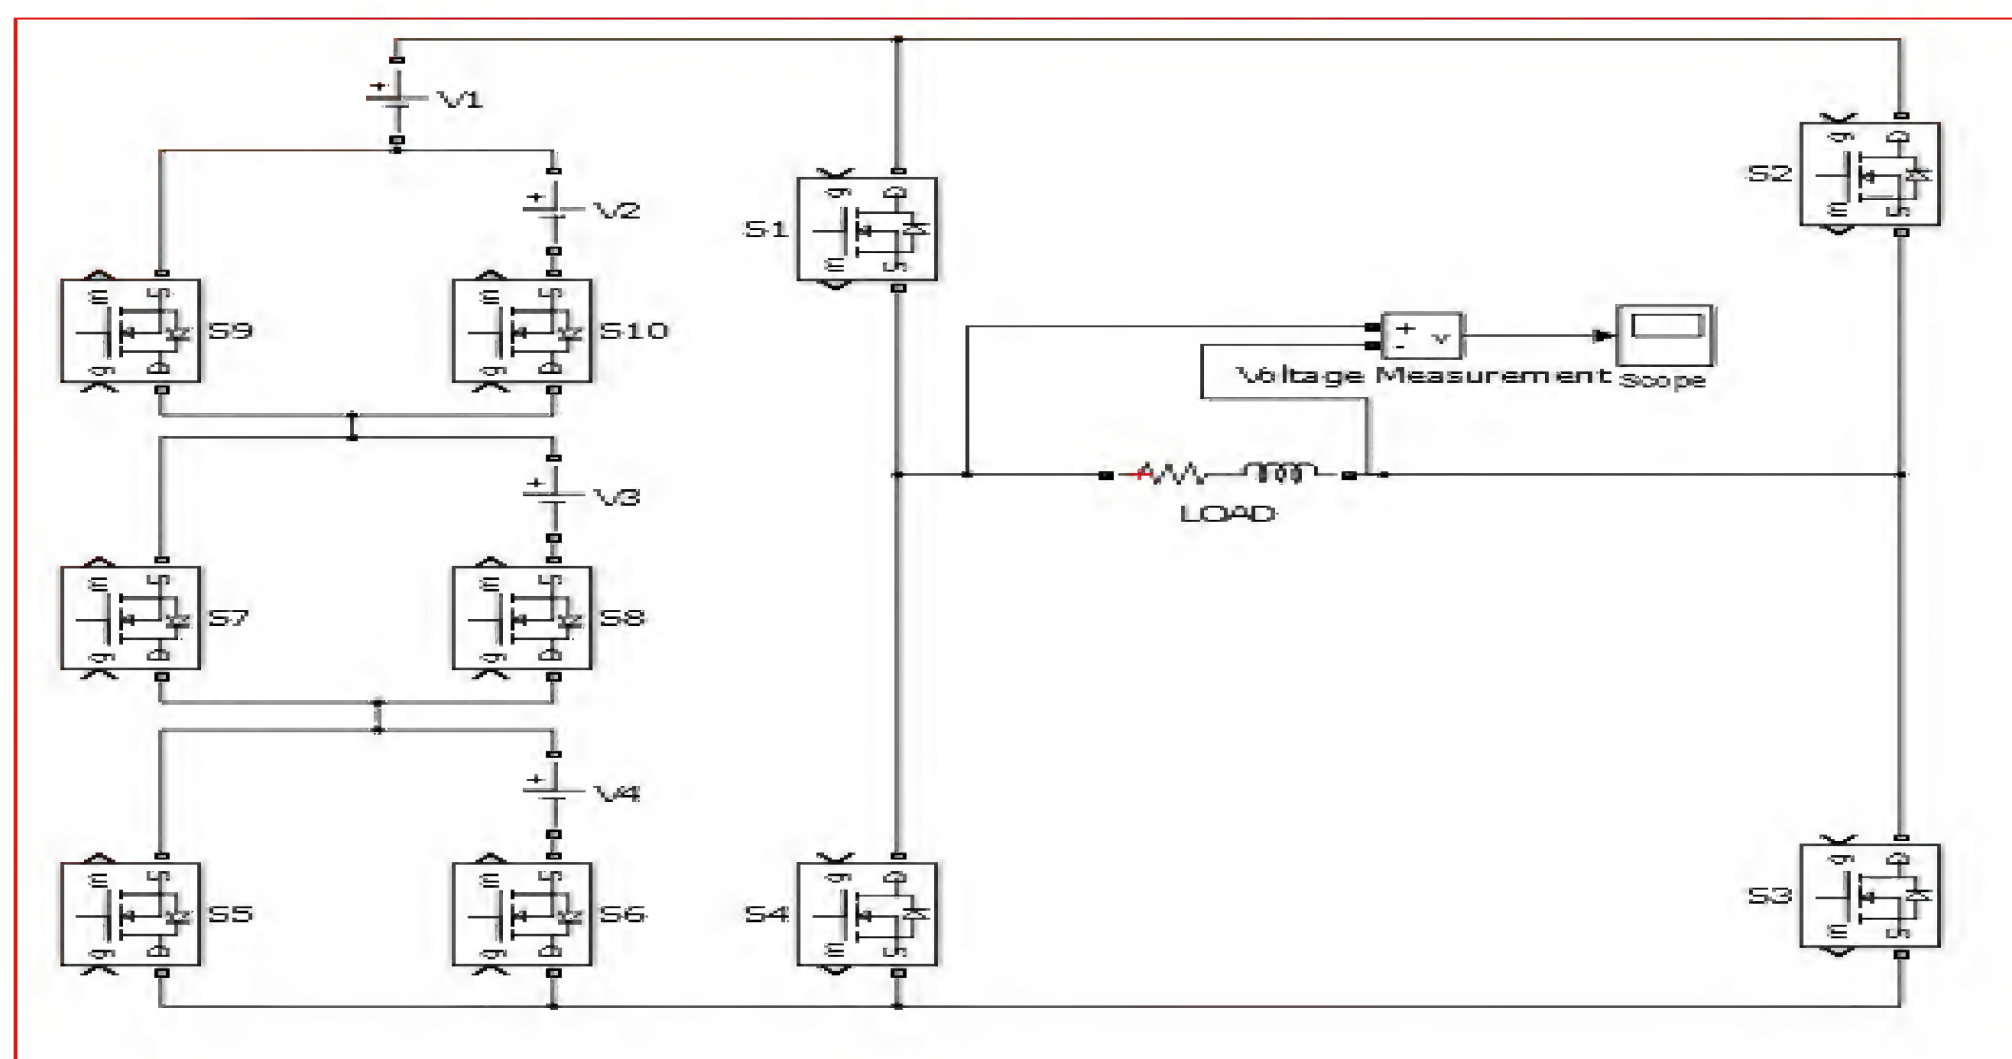 +
V1
+
V2
g
D
m
S
S1
g
D
m
S
S2
m
S
g
D
S9
m
S
g
D
S10
+
-
v
Voltage Measurement
Scope
+
V3
LOAD
m
S
g
D
S7
m
S
g
D
S8
+
V4
m
S
g
D
S5
m
S
g
D
S6
g
D
m
S
S4
g
D
m
S
S3